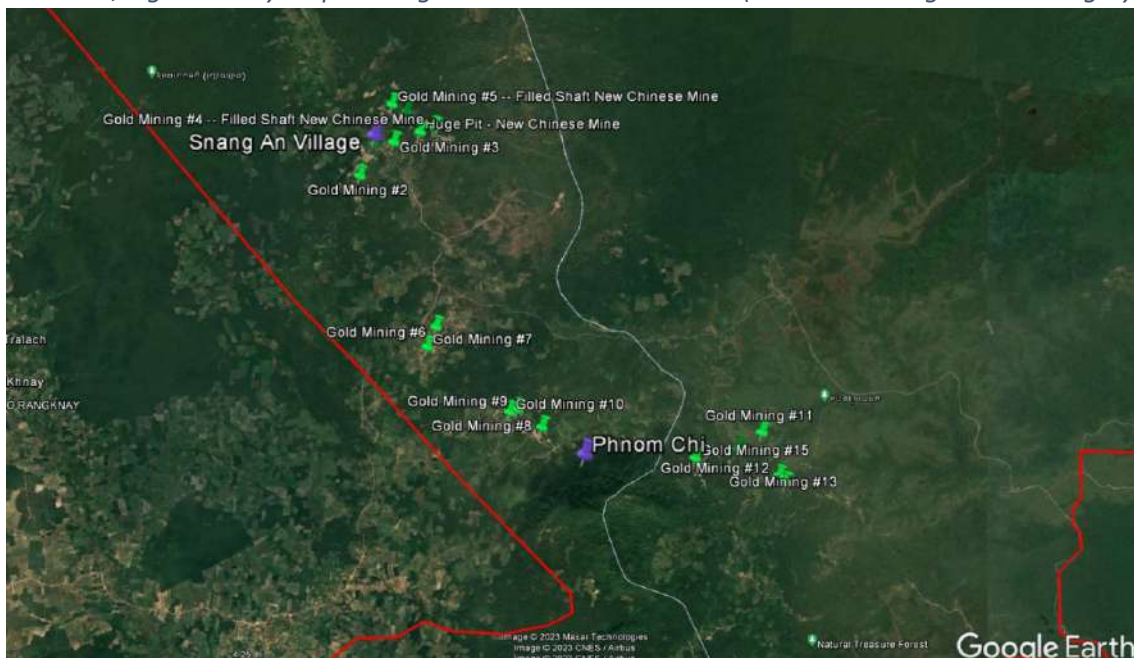 Gold Mining #5 -- Filled Shaft New Chinese Mine
Gold Mining #4 -- Filled Shaft New Chinese Mine
Huge Pit - New Chinese Mine
Snang An Village
Gold Mining #3
Gold Mining #2
Gold Mining #6
Gold Mining #7
Tralach
Khnay
O RANGKNAY
Gold Mining #9
Gold Mining #10
Gold Mining #8
Gold Mining #11
Phnom Chi
Gold Mining #15
Gold Mining #12
Gold Mining #13
Image © 2023 Maxar Technologies
Image © 2023 CNES / Airbus
Natural Treasure Forest
Google Earth